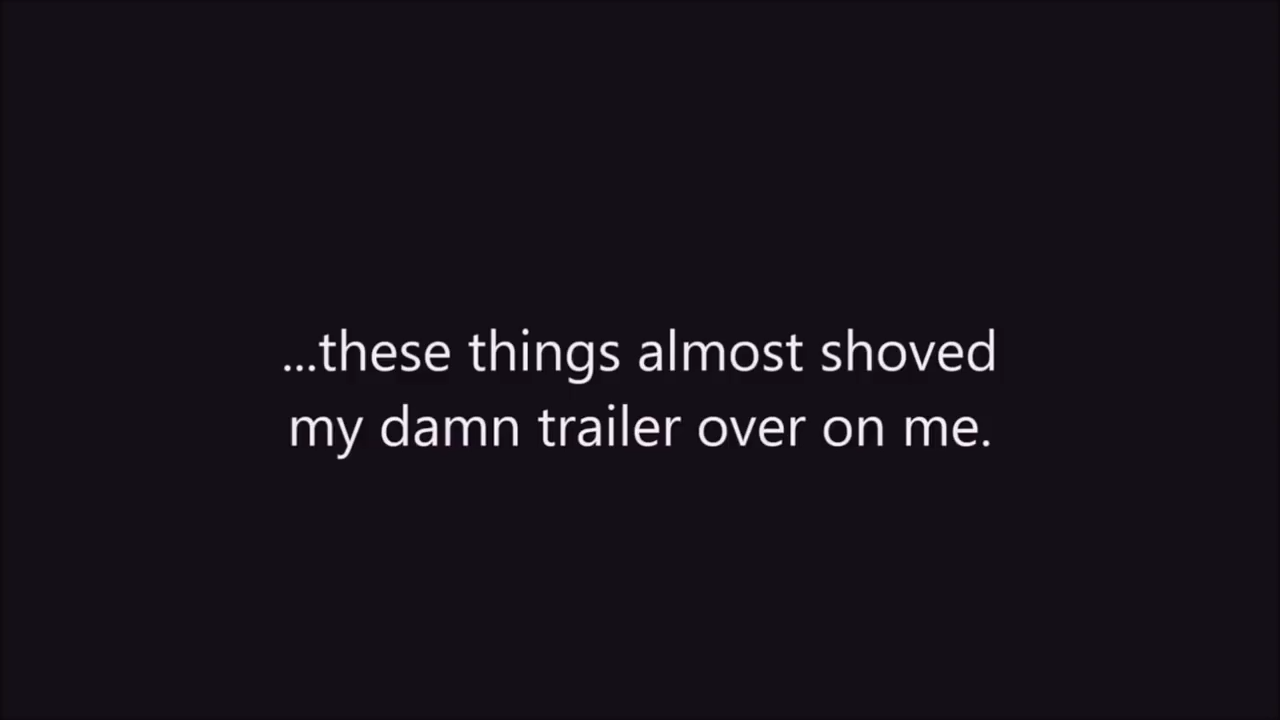 ...these things almost shoved
my damn trailer over on me.